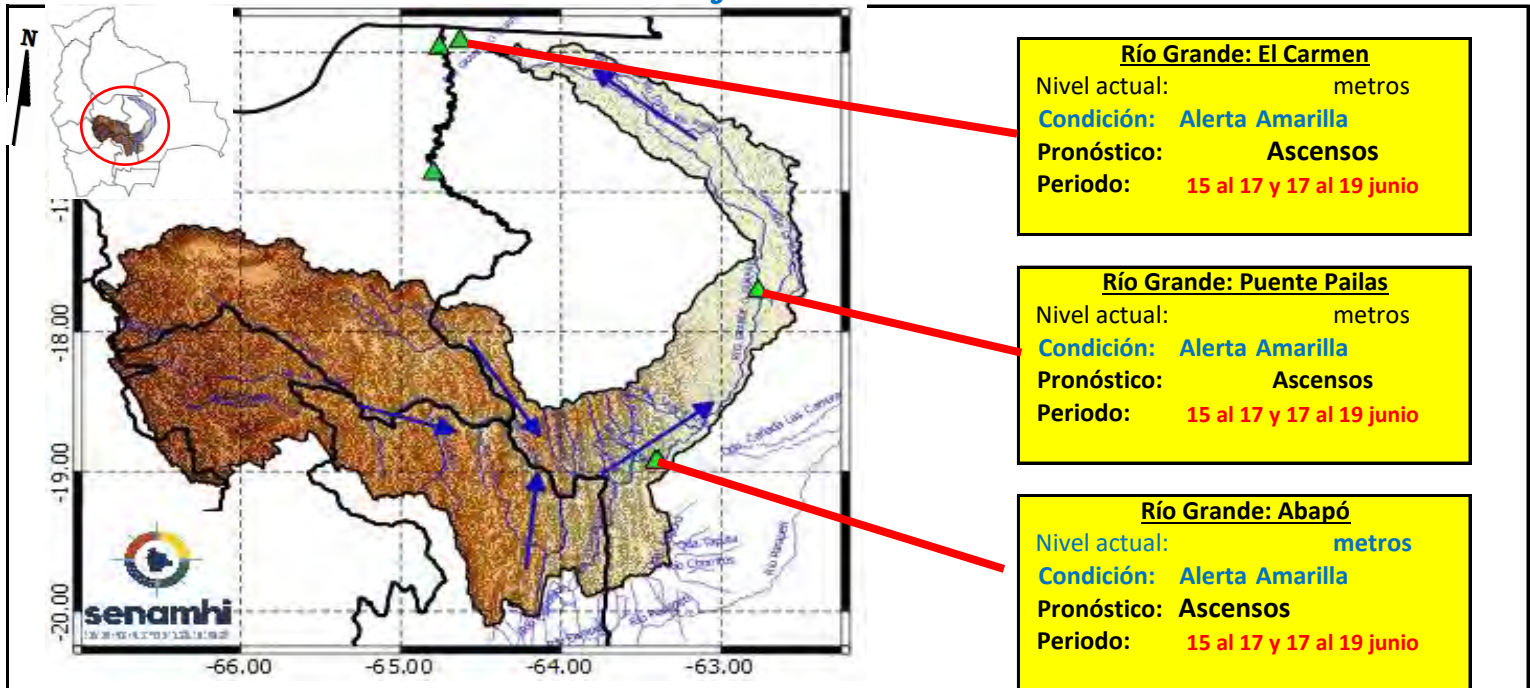 N
Río Grande: El Carmen
Nivel actual: metros
Condición: Alerta Amarilla
Pronóstico: Ascensos
Periodo: 15 al 17 y 17 al 19 junio
Río Grande: Puente Pailas
Nivel actual: metros
Condición: Alerta Amarilla
Pronóstico: Ascensos
Periodo: 15 al 17 y 17 al 19 junio
Río Grande: Abapó
Nivel actual: metros
Condición: Alerta Amarilla
Pronóstico: Ascensos
Periodo: 15 al 17 y 17 al 19 junio
-18.00
-19.00
-20.00
-66.00
-65.00
-64.00
-63.00
Qda. Cañada Las
senamhi